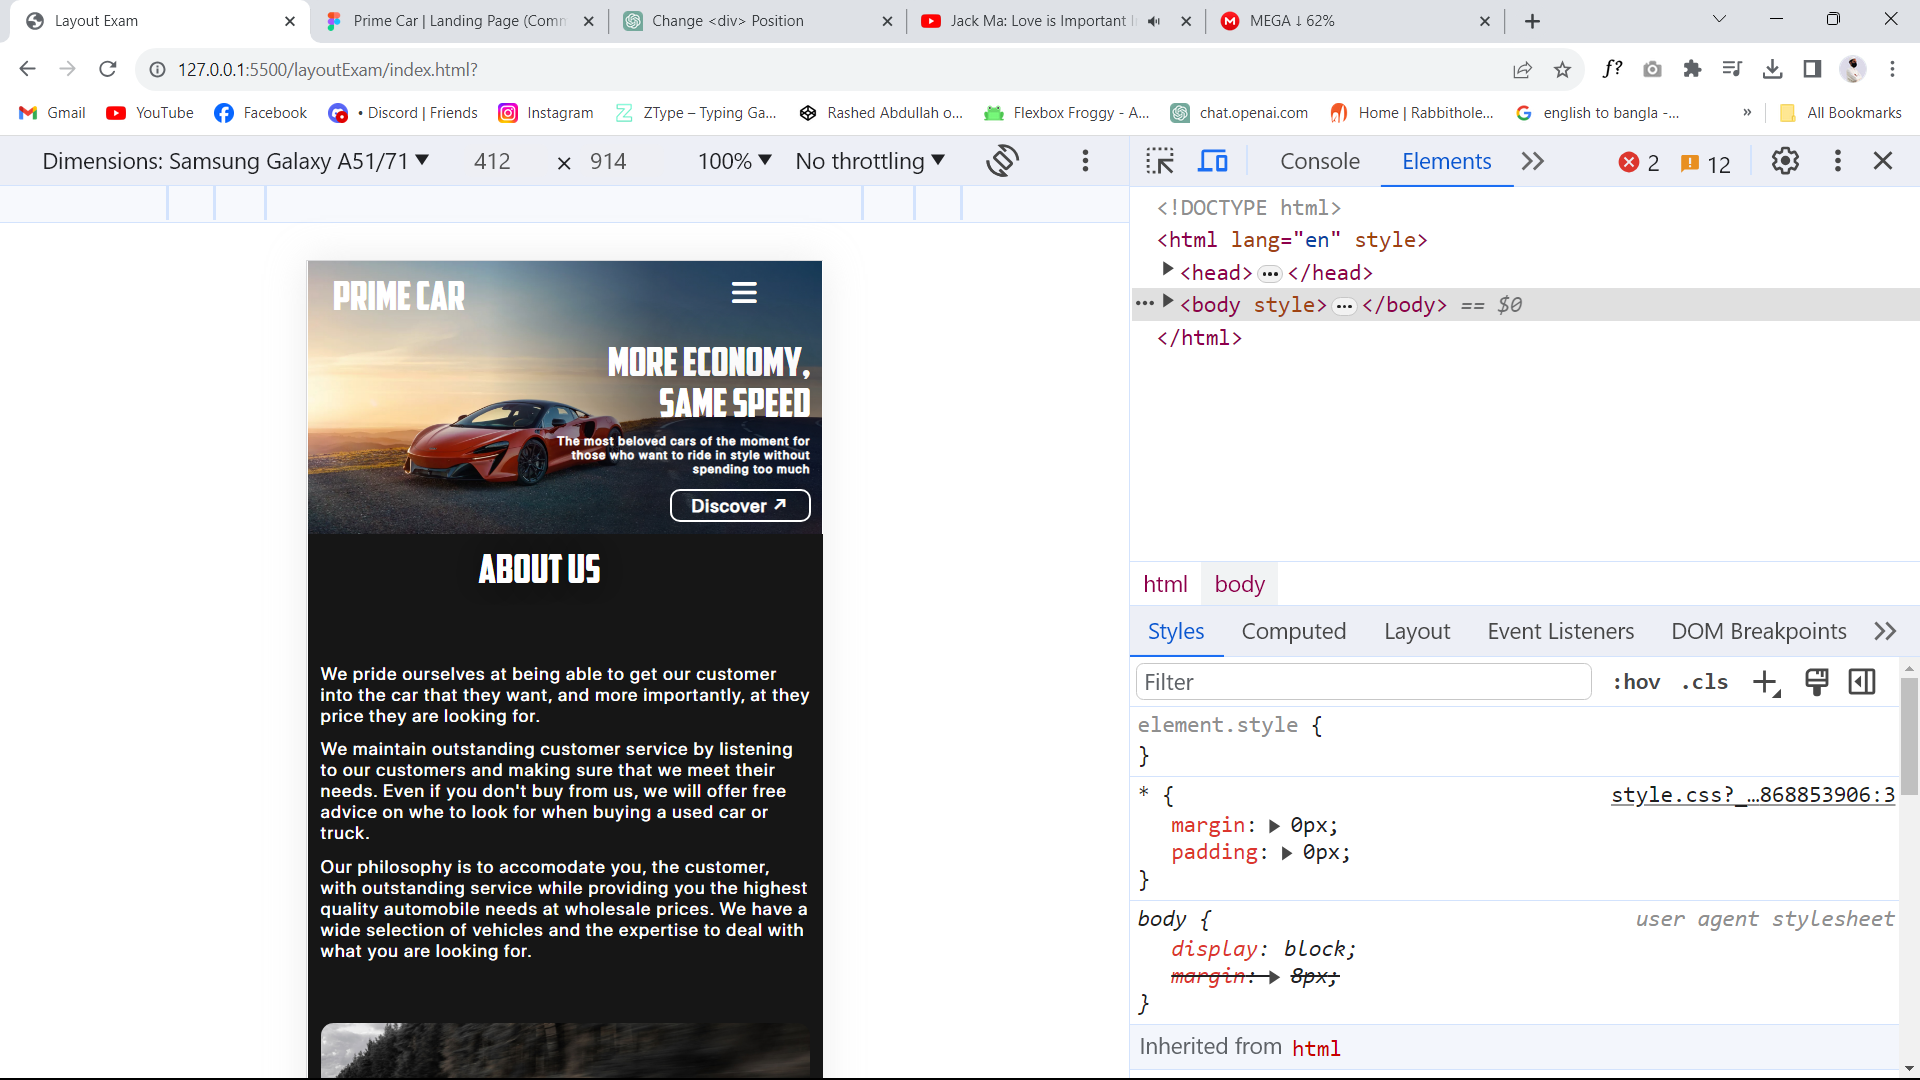 Layout Exam
Prime Car | Landing Page (Comm
Change <div> Position
Jack Ma: Love is Important I
MEGA ↓ 62%
127.0.0.1:5500/layoutExam/index.html?
f?
Gmail
YouTube
Facebook
• Discord | Friends
Instagram
ZType – Typing Ga...
Rashed Abdullah o...
Flexbox Froggy - A...
chat.openai.com
Home | Rabbithole...
english to bangla -...
»
All Bookmarks
Dimensions: Samsung Galaxy A51/71 ▼
412 × 914
100% ▼
No throttling ▼
Console
Elements
2
12
<!DOCTYPE html>
<html lang="en" style>
<head> … </head>
<body style> … </body> == $0
</html>
PRIME CAR
MORE ECONOMY,
SAME SPEED
The most beloved cars of the moment for
those who want to ride in style without
spending too much
Discover ↗
ABOUT US
We pride ourselves at being able to get our customer
into the car that they want, and more importantly, at they
price they are looking for.
We maintain outstanding customer service by listening
to our customers and making sure that we meet their
needs. Even if you don't buy from us, we will offer free
advice on whe to look for when buying a used car or
truck.
Our philosophy is to accomodate you, the customer,
with outstanding service while providing you the highest
quality automobile needs at wholesale prices. We have a
wide selection of vehicles and the expertise to deal with
what you are looking for.
html
body
Styles
Computed
Layout
Event Listeners
DOM Breakpoints
Filter
:hov
.cls
element.style {
}
* {
style.css?_…868853906:3
margin: ▶ 0px;
padding: ▶ 0px;
}
body {
user agent stylesheet
display: block;
margin: ▶ 8px;
}
Inherited from html